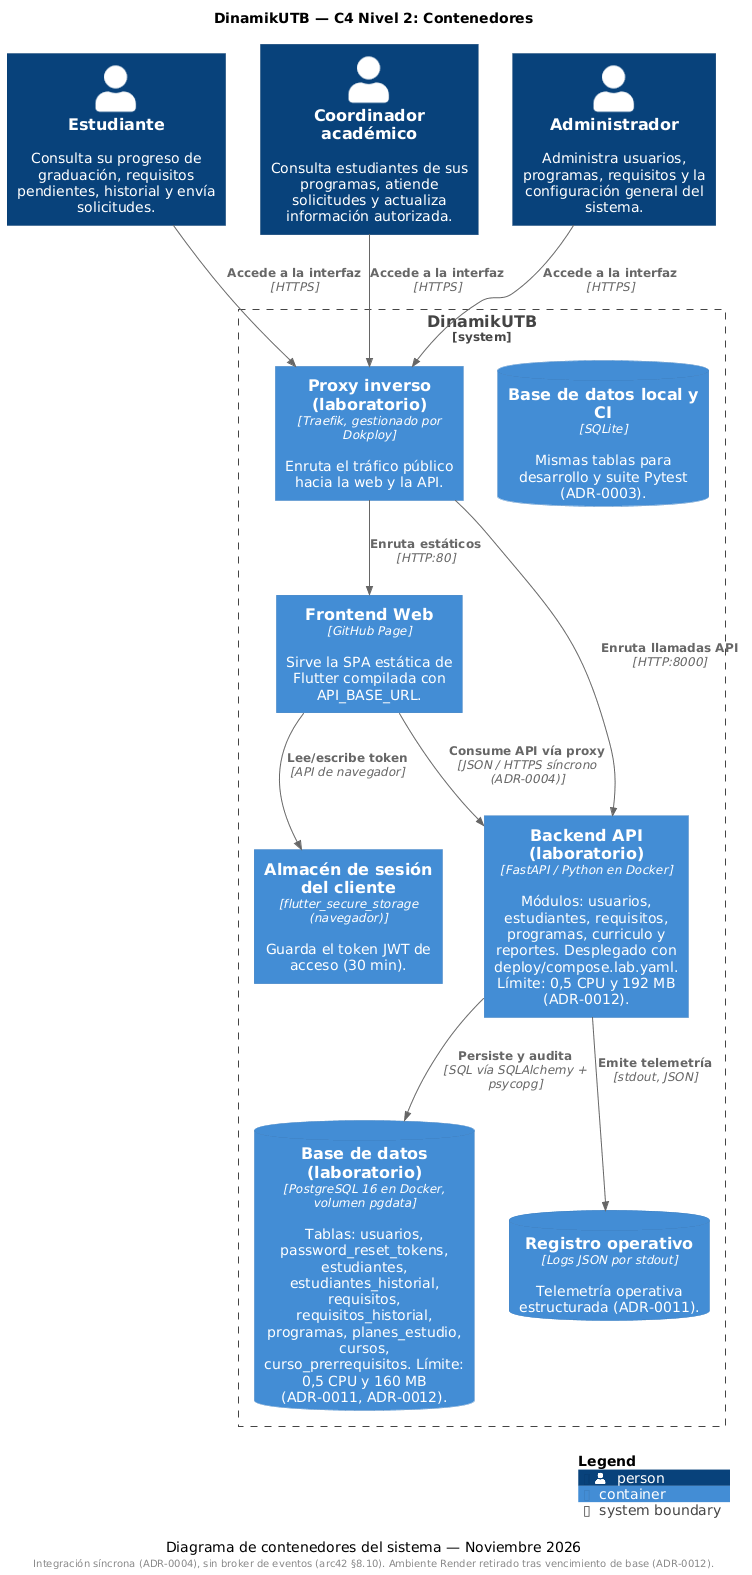 DinamikUTB — C4 Nivel 2: Contenedores
Estudiante
Consulta su progreso de
graduación, requisitos
pendientes, historial y envía
solicitudes.
Coordinador
académico
Consulta estudiantes de sus
programas, atiende
solicitudes y actualiza
información autorizada.
Administrador
Administra usuarios,
programas, requisitos y la
configuración general del
sistema.
Accede a la interfaz
[HTTPS]
Accede a la interfaz
[HTTPS]
Accede a la interfaz
[HTTPS]
DinamikUTB
[system]
Proxy inverso
(laboratorio)
[Traefik, gestionado por
Dokploy]
Enruta el tráfico público
hacia la web y la API.
Base de datos local y
CI
[SQLite]
Mismas tablas para
desarrollo y suite Pytest
(ADR-0003).
Enruta estáticos
[HTTP:80]
Frontend Web
[GitHub Page]
Sirve la SPA estática de
Flutter compilada con
API_BASE_URL.
Enruta llamadas API
[HTTP:8000]
Lee/escribe token
[API de navegador]
Consume API vía proxy
[JSON / HTTPS síncrono
(ADR-0004)]
Almacén de sesión
del cliente
[flutter_secure_storage
(navegador)]
Guarda el token JWT de
acceso (30 min).
Backend API
(laboratorio)
[FastAPI / Python en Docker]
Módulos: usuarios,
estudiantes, requisitos,
programas, curriculo y
reportes. Desplegado con
deploy/compose.lab.yaml.
Límite: 0,5 CPU y 192 MB
(ADR-0012).
Persiste y audita
[SQL vía SQLAlchemy +
psycopg]
Emite telemetría
[stdout, JSON]
Base de datos
(laboratorio)
[PostgreSQL 16 en Docker,
volumen pgdata]
Tablas: usuarios,
password_reset_tokens,
estudiantes,
estudiantes_historial,
requisitos,
requisitos_historial,
programas, planes_estudio,
cursos,
curso_prerrequisitos. Límite:
0,5 CPU y 160 MB
(ADR-0011, ADR-0012).
Registro operativo
[Logs JSON por stdout]
Telemetría operativa
estructurada (ADR-0011).
Legend
person
container
system boundary
Diagrama de contenedores del sistema — Noviembre 2026
Integración síncrona (ADR-0004), sin broker de eventos (arc42 §8.10). Ambiente Render retirado tras vencimiento de base (ADR-0012).